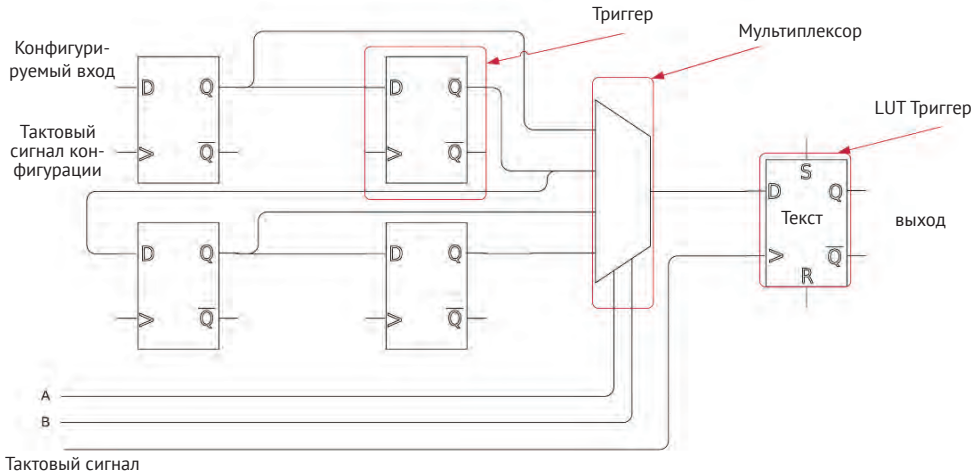 Триггер
Мультиплексор
Конфигури-
руемый вход
LUT Триггер
Тактовый
сигнал кон-
фигурации
D Q
Q
D Q
Q
S
D Q
Текст
Q
R
выход
D Q
Q
D Q
Q
A
B
Тактовый сигнал